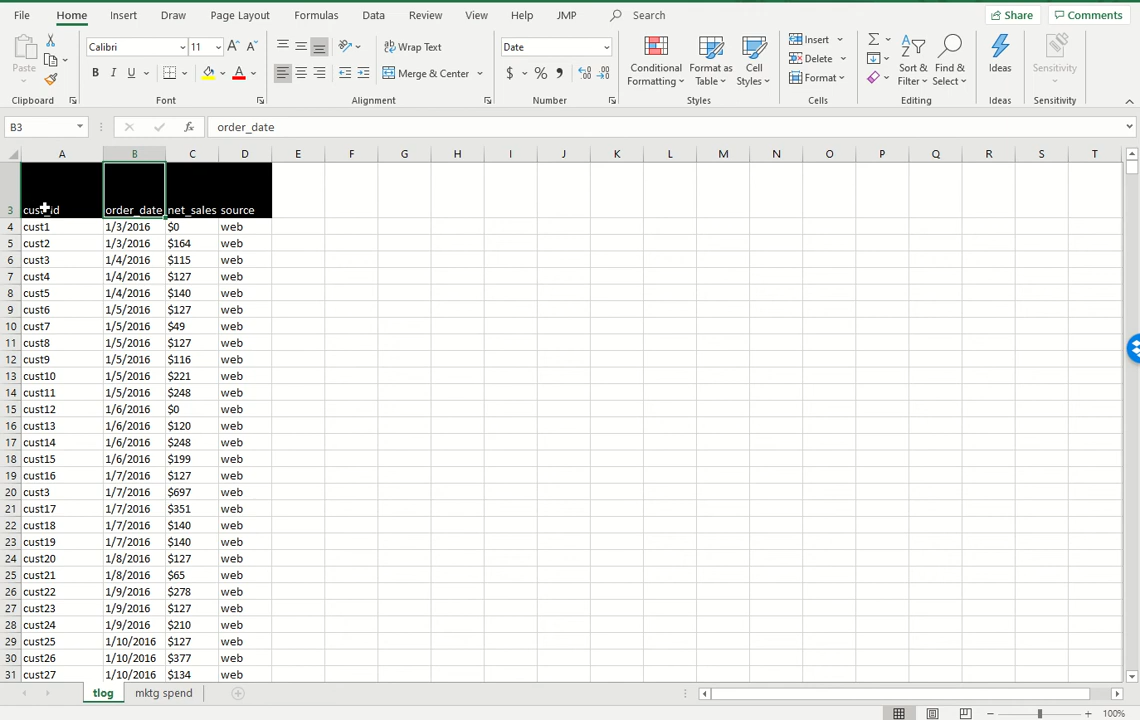 File Home Insert Draw Page Layout Formulas Data Review View Help JMP Search Share Comments
Paste Calibri 11 A A Wrap Text Date Conditional Formatting Format as Table Cell Styles Insert Sort & Filter Find & Select Ideas Sensitivity
B I U A Merge & Center $ % Delete Format
Clipboard Font Alignment Number Styles Cells Editing Ideas Sensitivity
B3 fx order_date
A B C D E F G H I J K L M N O P Q R S T
3 cust_id order_date net_sales source
4 cust1 1/3/2016 $0 web
5 cust2 1/3/2016 $164 web
6 cust3 1/4/2016 $115 web
7 cust4 1/4/2016 $127 web
8 cust5 1/4/2016 $140 web
9 cust6 1/5/2016 $127 web
10 cust7 1/5/2016 $49 web
11 cust8 1/5/2016 $127 web
12 cust9 1/5/2016 $116 web
13 cust10 1/5/2016 $221 web
14 cust11 1/5/2016 $248 web
15 cust12 1/6/2016 $0 web
16 cust13 1/6/2016 $120 web
17 cust14 1/6/2016 $248 web
18 cust15 1/6/2016 $199 web
19 cust16 1/7/2016 $127 web
20 cust3 1/7/2016 $697 web
21 cust17 1/7/2016 $351 web
22 cust18 1/7/2016 $140 web
23 cust19 1/7/2016 $140 web
24 cust20 1/8/2016 $127 web
25 cust21 1/8/2016 $65 web
26 cust22 1/9/2016 $278 web
27 cust23 1/9/2016 $127 web
28 cust24 1/9/2016 $210 web
29 cust25 1/10/2016 $127 web
30 cust26 1/10/2016 $377 web
31 cust27 1/10/2016 $134 web
tlog mktg spend
100%